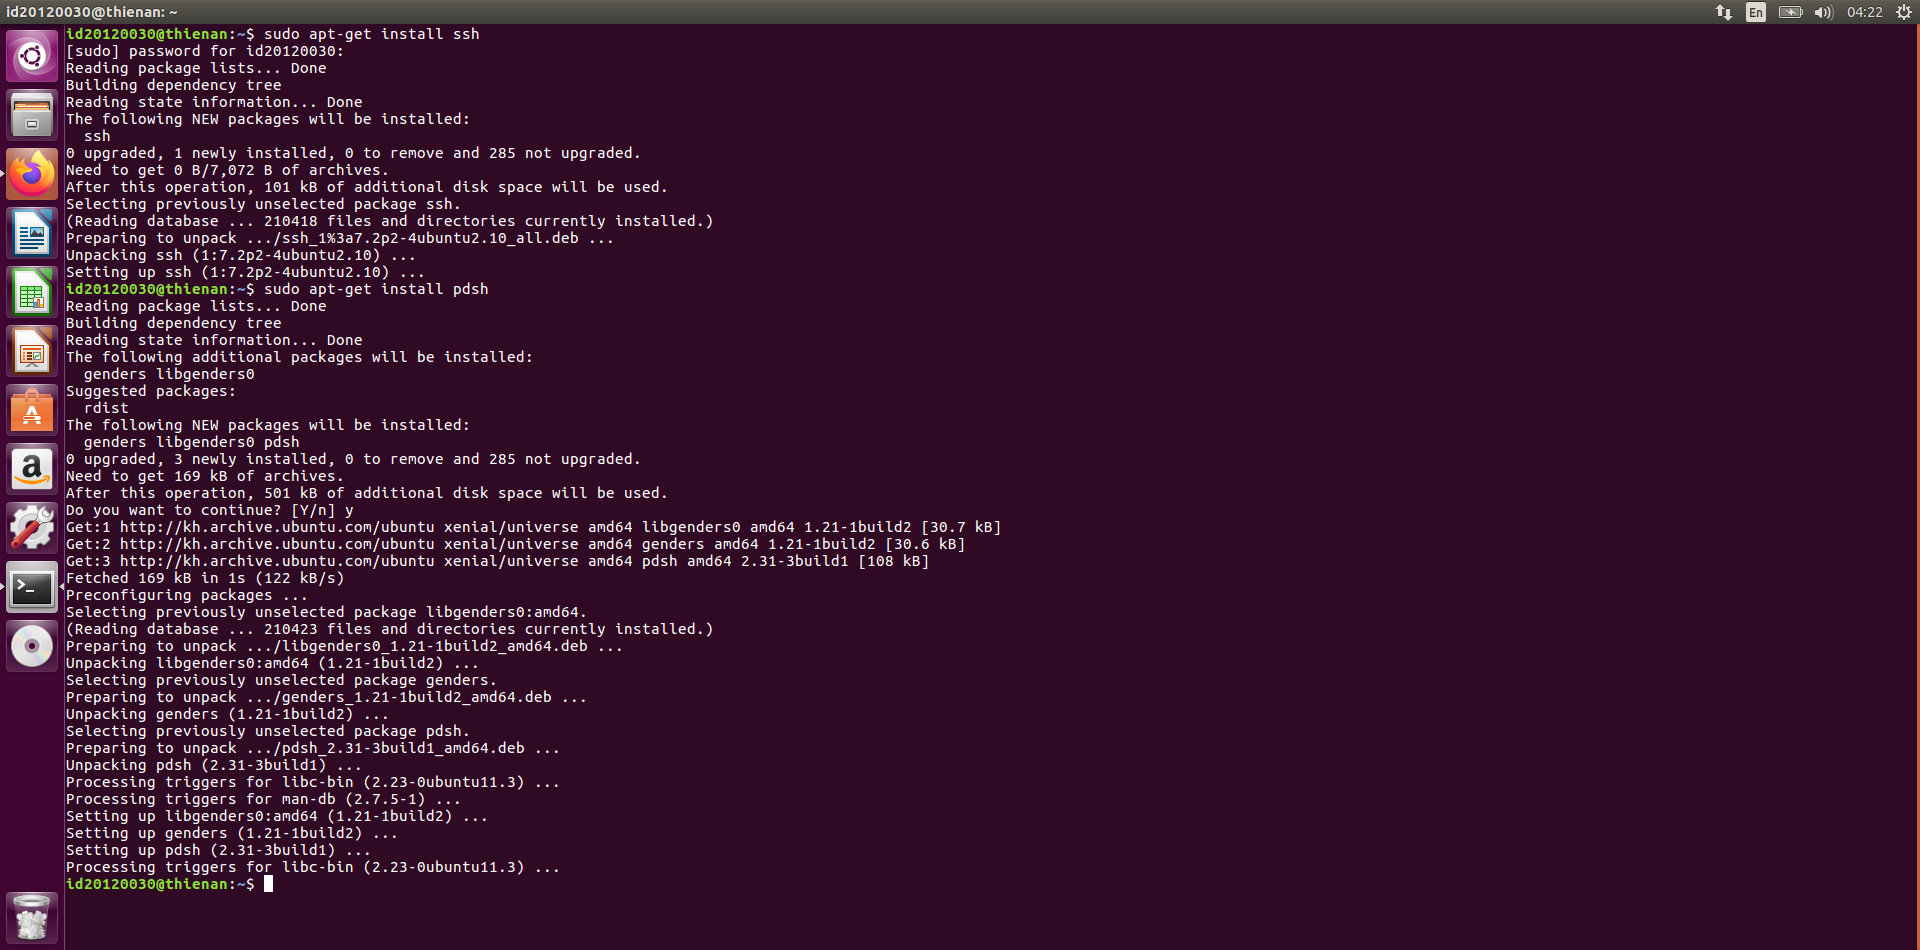 id20120030@thienan: ~
En
04:22
id20120030@thienan:~$ sudo apt-get install ssh
[sudo] password for id20120030:
Reading package lists... Done
Building dependency tree
Reading state information... Done
The following NEW packages will be installed:
  ssh
0 upgraded, 1 newly installed, 0 to remove and 285 not upgraded.
Need to get 0 B/7,072 B of archives.
After this operation, 101 kB of additional disk space will be used.
Selecting previously unselected package ssh.
(Reading database ... 210418 files and directories currently installed.)
Preparing to unpack .../ssh_1%3a7.2p2-4ubuntu2.10_all.deb ...
Unpacking ssh (1:7.2p2-4ubuntu2.10) ...
Setting up ssh (1:7.2p2-4ubuntu2.10) ...
id20120030@thienan:~$ sudo apt-get install pdsh
Reading package lists... Done
Building dependency tree
Reading state information... Done
The following additional packages will be installed:
  genders libgenders0
Suggested packages:
  rdist
The following NEW packages will be installed:
  genders libgenders0 pdsh
0 upgraded, 3 newly installed, 0 to remove and 285 not upgraded.
Need to get 169 kB of archives.
After this operation, 501 kB of additional disk space will be used.
Do you want to continue? [Y/n] y
Get:1 http://kh.archive.ubuntu.com/ubuntu xenial/universe amd64 libgenders0 amd64 1.21-1build2 [30.7 kB]
Get:2 http://kh.archive.ubuntu.com/ubuntu xenial/universe amd64 genders amd64 1.21-1build2 [30.6 kB]
Get:3 http://kh.archive.ubuntu.com/ubuntu xenial/universe amd64 pdsh amd64 2.31-3build1 [108 kB]
Fetched 169 kB in 1s (122 kB/s)
Preconfiguring packages ...
Selecting previously unselected package libgenders0:amd64.
(Reading database ... 210423 files and directories currently installed.)
Preparing to unpack .../libgenders0_1.21-1build2_amd64.deb ...
Unpacking libgenders0:amd64 (1.21-1build2) ...
Selecting previously unselected package genders.
Preparing to unpack .../genders_1.21-1build2_amd64.deb ...
Unpacking genders (1.21-1build2) ...
Selecting previously unselected package pdsh.
Preparing to unpack .../pdsh_2.31-3build1_amd64.deb ...
Unpacking pdsh (2.31-3build1) ...
Processing triggers for libc-bin (2.23-0ubuntu11.3) ...
Processing triggers for man-db (2.7.5-1) ...
Setting up libgenders0:amd64 (1.21-1build2) ...
Setting up genders (1.21-1build2) ...
Setting up pdsh (2.31-3build1) ...
Processing triggers for libc-bin (2.23-0ubuntu11.3) ...
id20120030@thienan:~$